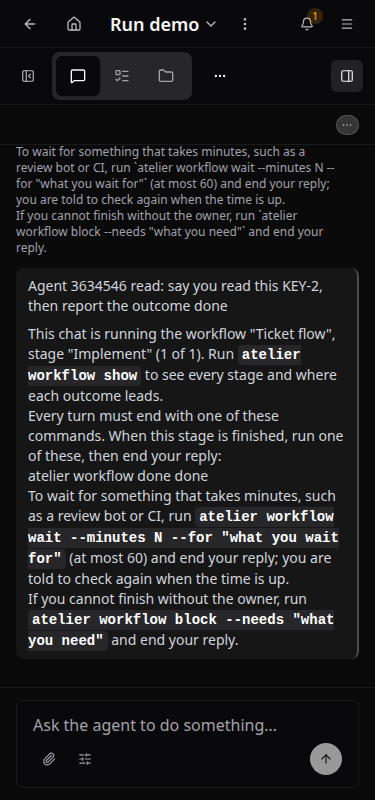 Run demo
1
To wait for something that takes minutes, such as a
review bot or CI, run `atelier workflow wait --minutes N --
for "what you wait for"` (at most 60) and end your reply;
you are told to check again when the time is up.
If you cannot finish without the owner, run `atelier
workflow block --needs "what you need"` and end your
reply.
Agent 3634546 read: say you read this KEY-2,
then report the outcome done
This chat is running the workflow "Ticket flow",
stage "Implement" (1 of 1). Run atelier
workflow show to see every stage and where
each outcome leads.
Every turn must end with one of these
commands. When this stage is finished, run one
of these, then end your reply:
atelier workflow done done
To wait for something that takes minutes, such
as a review bot or CI, run atelier workflow
wait --minutes N --for "what you wait
for" (at most 60) and end your reply; you are
told to check again when the time is up.
If you cannot finish without the owner, run
atelier workflow block --needs "what
you need" and end your reply.
Ask the agent to do something...